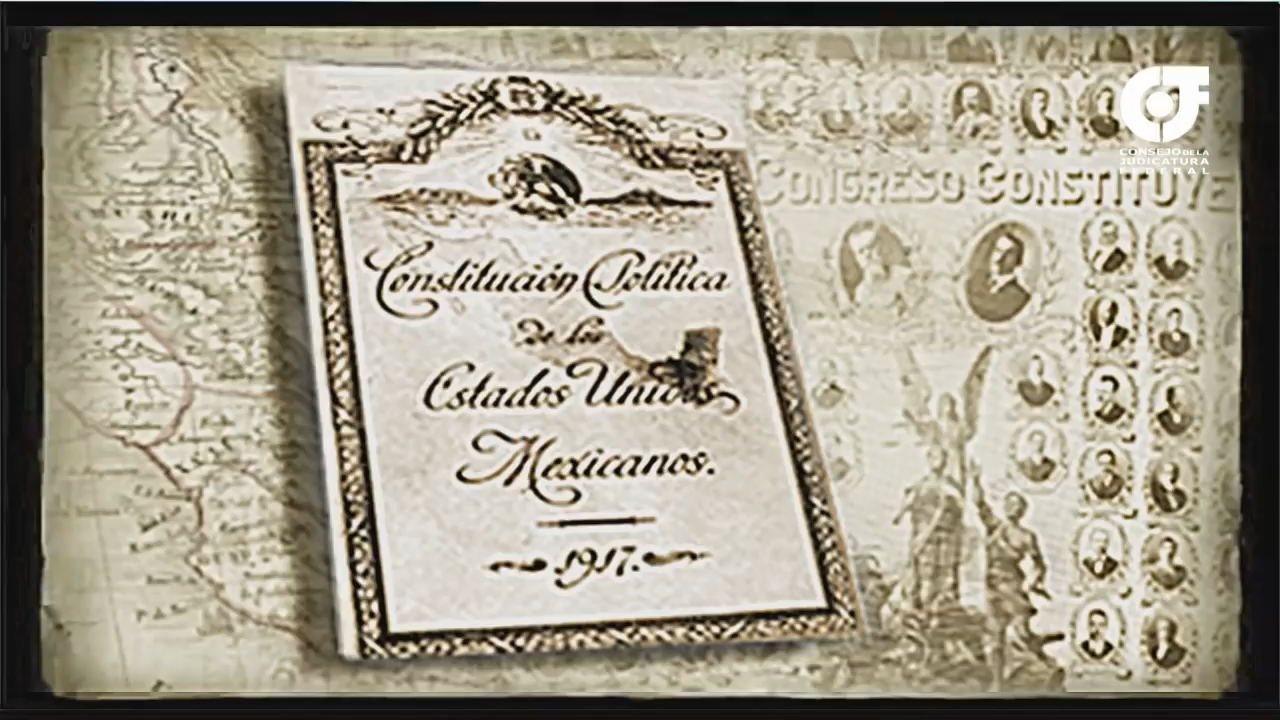 Constitución Política
de los
Estados Unidos
Mexicanos.
1917.
CONGRESO CONSTITUYE
CONSEJO DE LA
JUDICATURA
FEDERAL